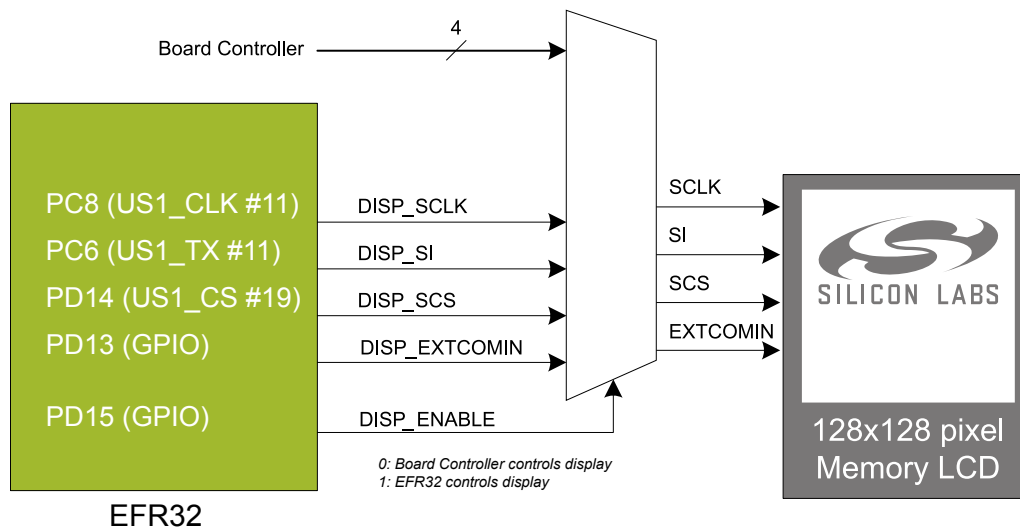 4
Board Controller
PC8 (US1_CLK #11)
DISP_SCLK
SCLK
PC6 (US1_TX #11)
DISP_SI
SI
PD14 (US1_CS #19)
DISP_SCS
SCS
SILICON LABS
PD13 (GPIO)
DISP_EXTCOMIN
EXTCOMIN
PD15 (GPIO)
DISP_ENABLE
128x128 pixel
Memory LCD
0: Board Controller controls display
1: EFR32 controls display
EFR32